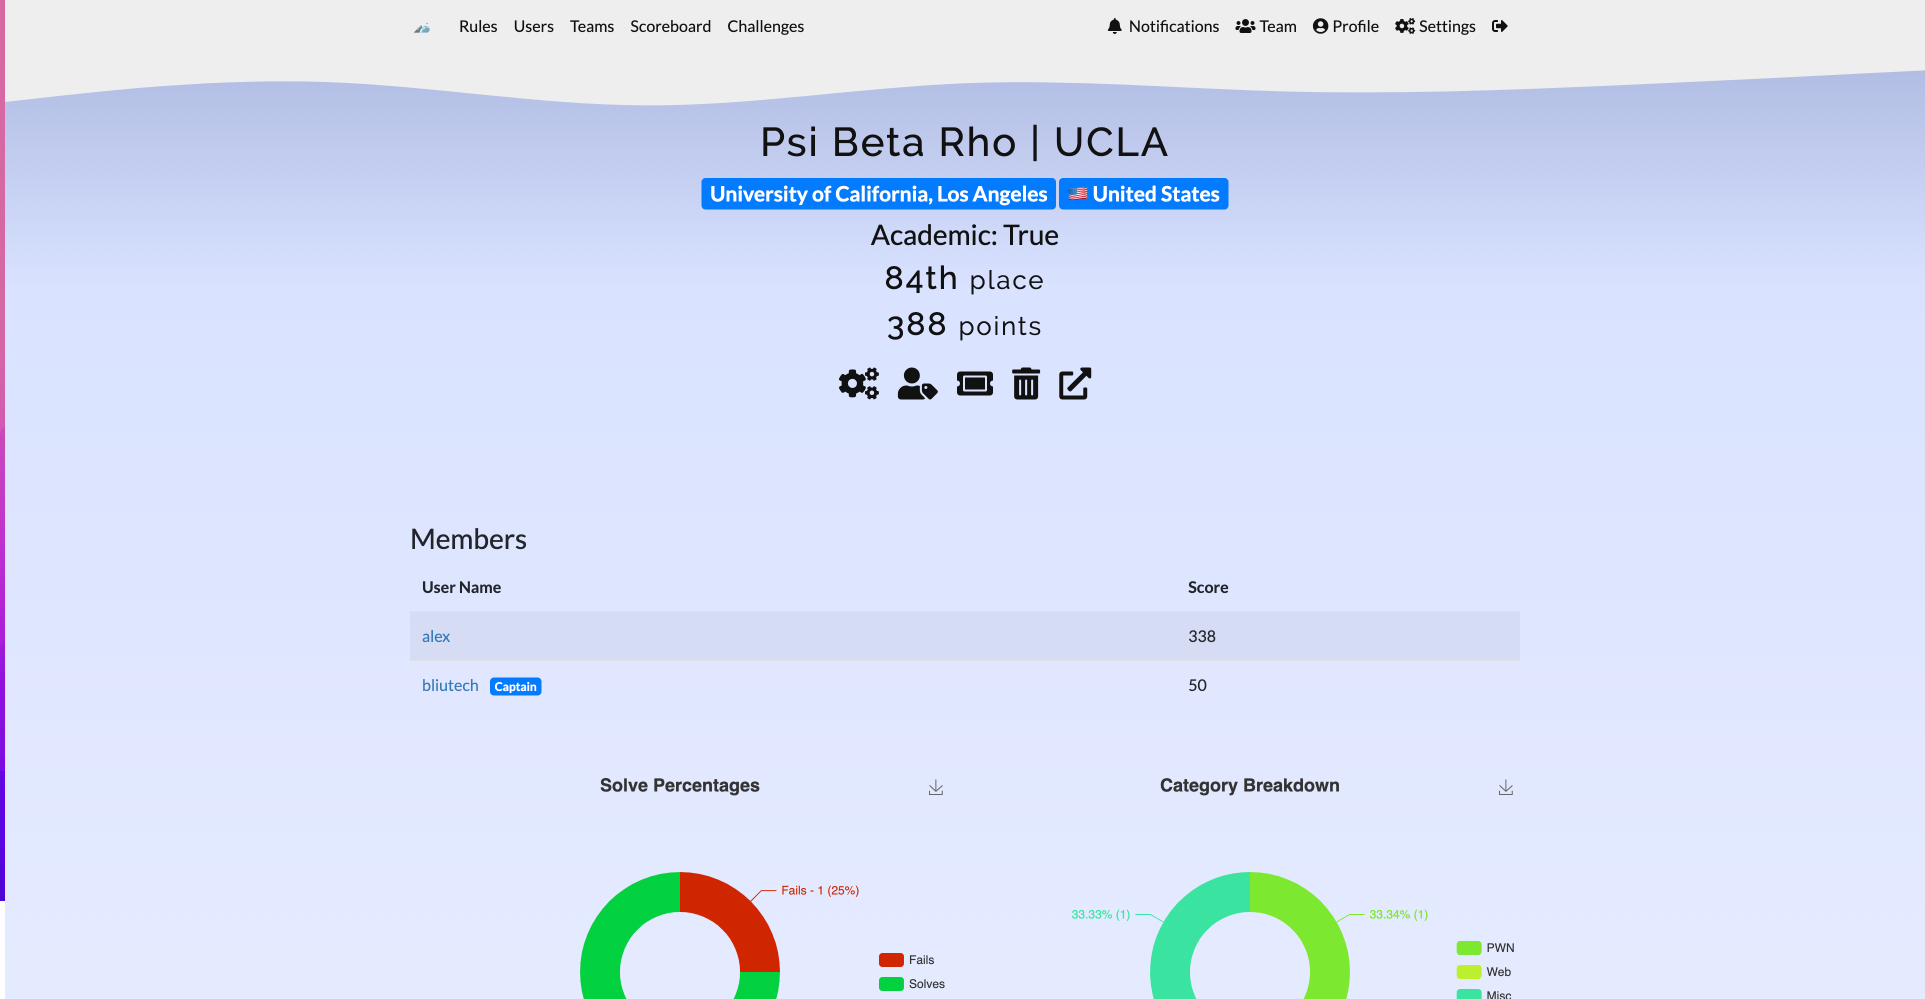 Rules Users Teams Scoreboard Challenges Notifications Team Profile Settings
Psi Beta Rho | UCLA
University of California, Los Angeles United States
Academic: True
84th place
388 points
Members
User Name Score
alex 338
bliutech Captain 50
Solve Percentages Category Breakdown
Fails - 1 (25%)
33.33% (1) 33.34% (1)
PWN
Fails
Web
Solves
Misc